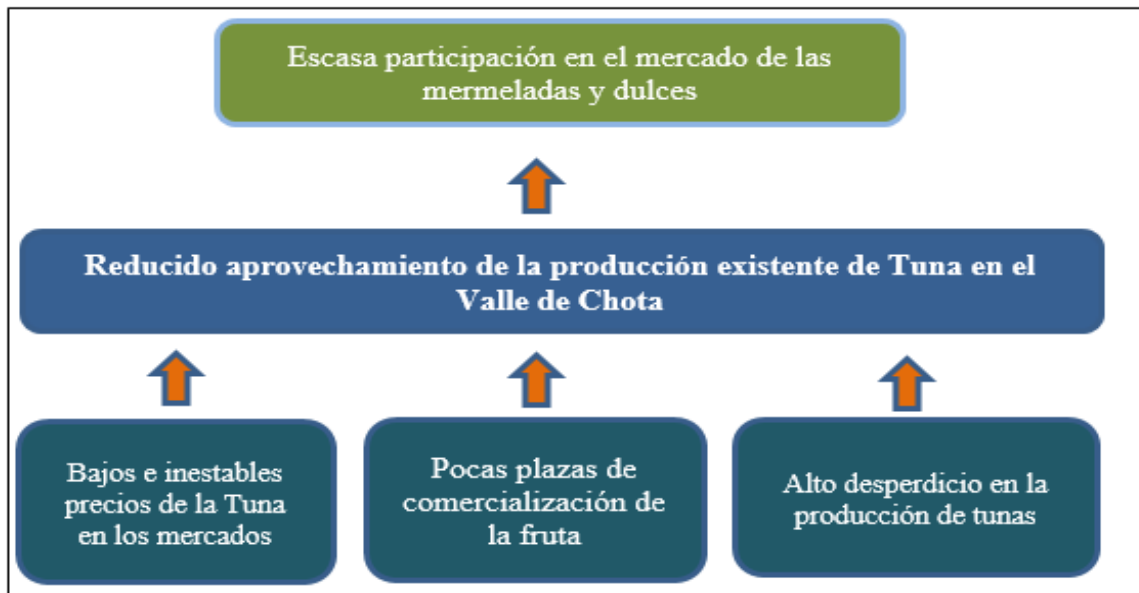 Escasa participación en el mercado de las
mermeladas y dulces
Reducido aprovechamiento de la producción existente de Tuna en el
Valle de Chota
Bajos e inestables
precios de la Tuna
en los mercados
Pocas plazas de
comercialización de
la fruta
Alto desperdicio en la
producción de tunas